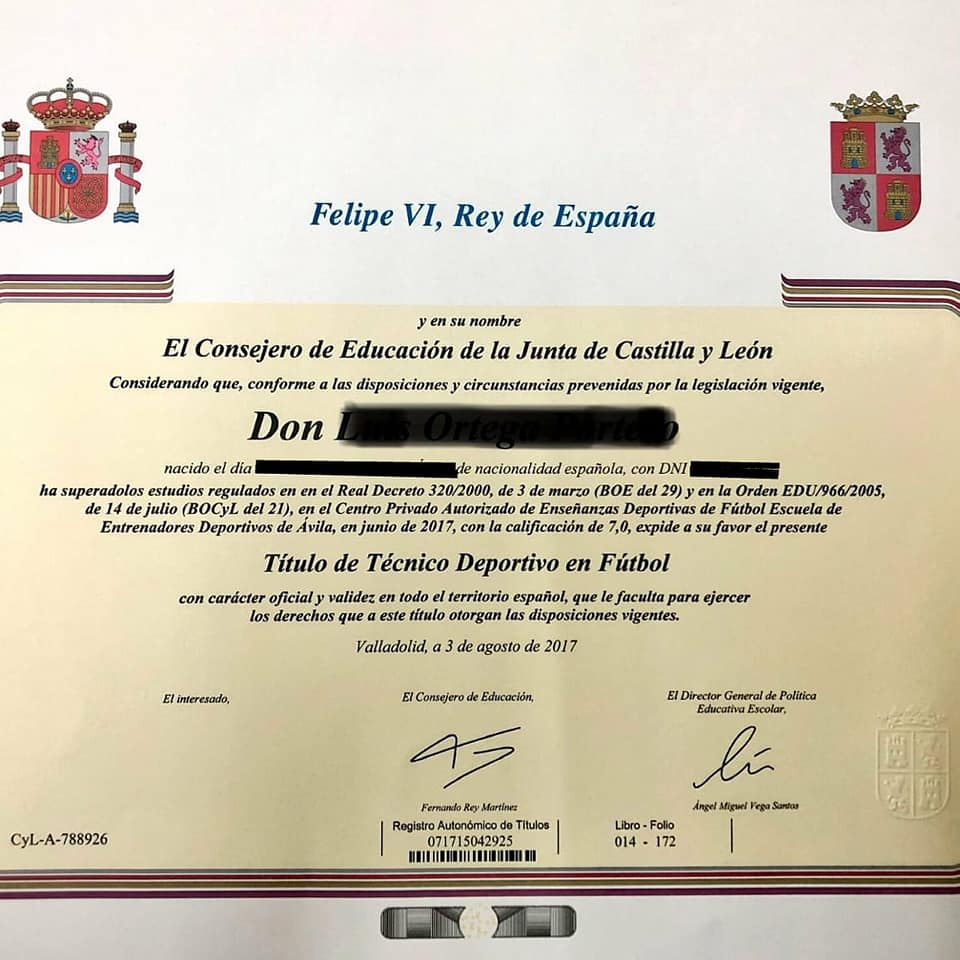 Felipe VI, Rey de España
y en su nombre
El Consejero de Educación de la Junta de Castilla y León
Considerando que, conforme a las disposiciones y circunstancias prevenidas por la legislación vigente,
Don
nacido el día de nacionalidad española, con DNI
ha superadolos estudios regulados en en el Real Decreto 320/2000, de 3 de marzo (BOE del 29) y en la Orden EDU/966/2005,
de 14 de julio (BOCyL del 21), en el Centro Privado Autorizado de Enseñanzas Deportivas de Fútbol Escuela de
Entrenadores Deportivos de Ávila, en junio de 2017, con la calificación de 7,0, expide a su favor el presente
Título de Técnico Deportivo en Fútbol
con carácter oficial y validez en todo el territorio español, que le faculta para ejercer
los derechos que a este título otorgan las disposiciones vigentes.
Valladolid, a 3 de agosto de 2017
El interesado,
El Consejero de Educación,
El Director General de Política
Educativa Escolar,
Fernando Rey Martínez
Ángel Miguel Vega Santos
CyL-A-788926
Registro Autonómico de Títulos
071715042925
Libro - Folio
014 - 172